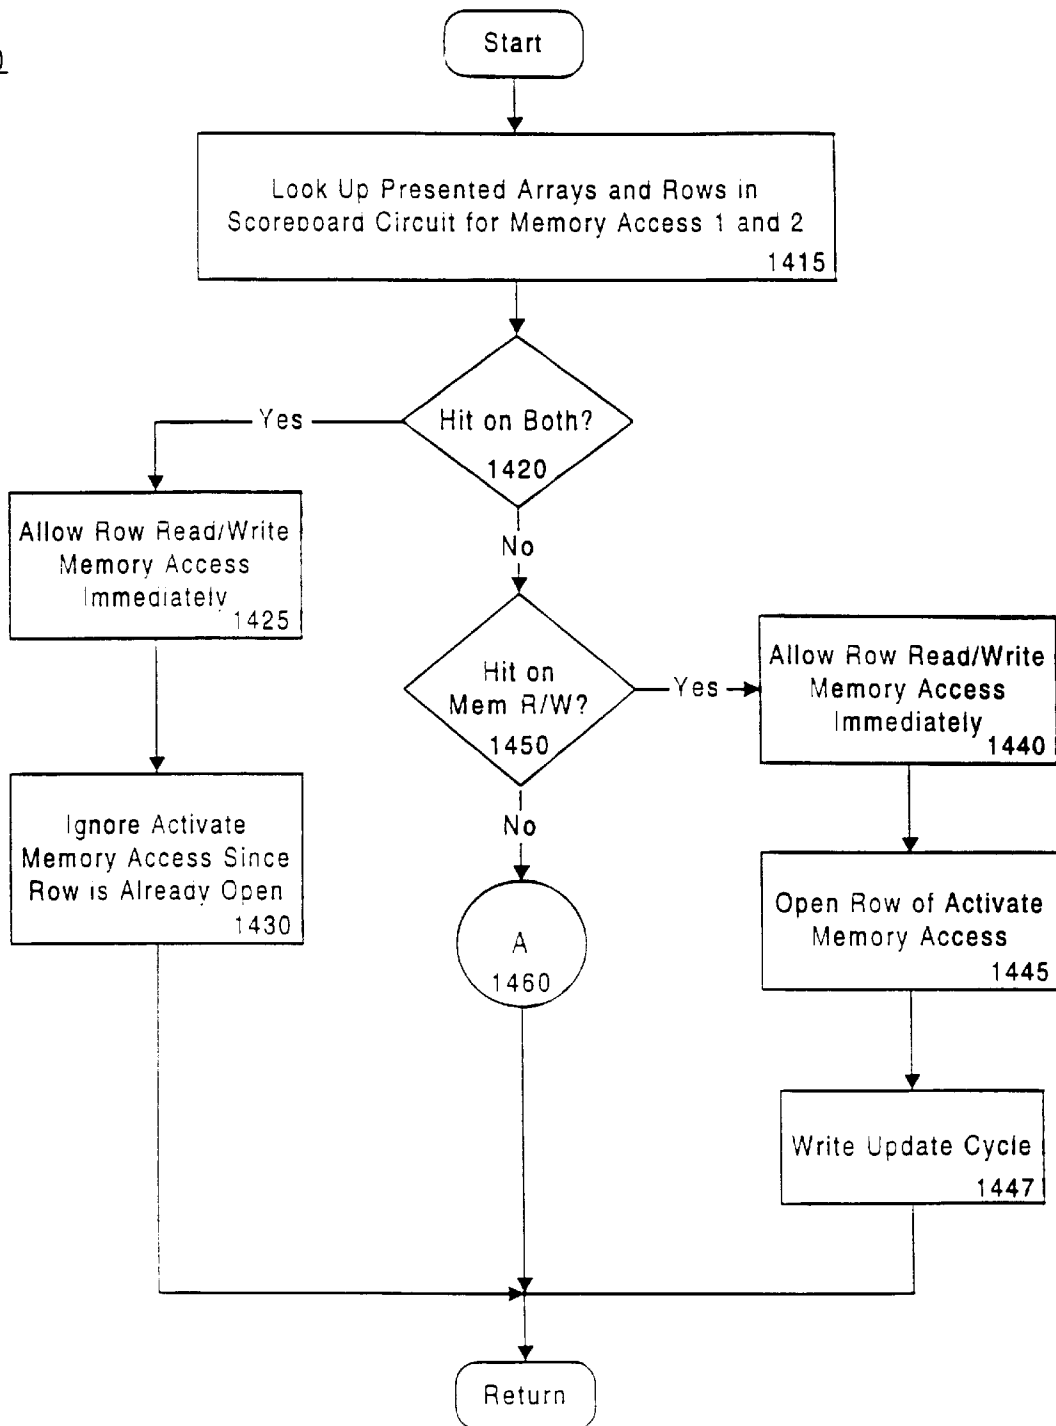 Start
Look Up Presented Arrays and Rows in
Scoreboard Circuit for Memory Access 1 and 2
1415
Hit on Both?
1420
Yes
No
Allow Row Read/Write
Memory Access
Immediately
1425
Hit on
Mem R/W?
1450
Yes
No
Allow Row Read/Write
Memory Access
Immediately
1440
Ignore Activate
Memory Access Since
Row is Already Open
1430
A
1460
Open Row of Activate
Memory Access
1445
Write Update Cycle
1447
Return